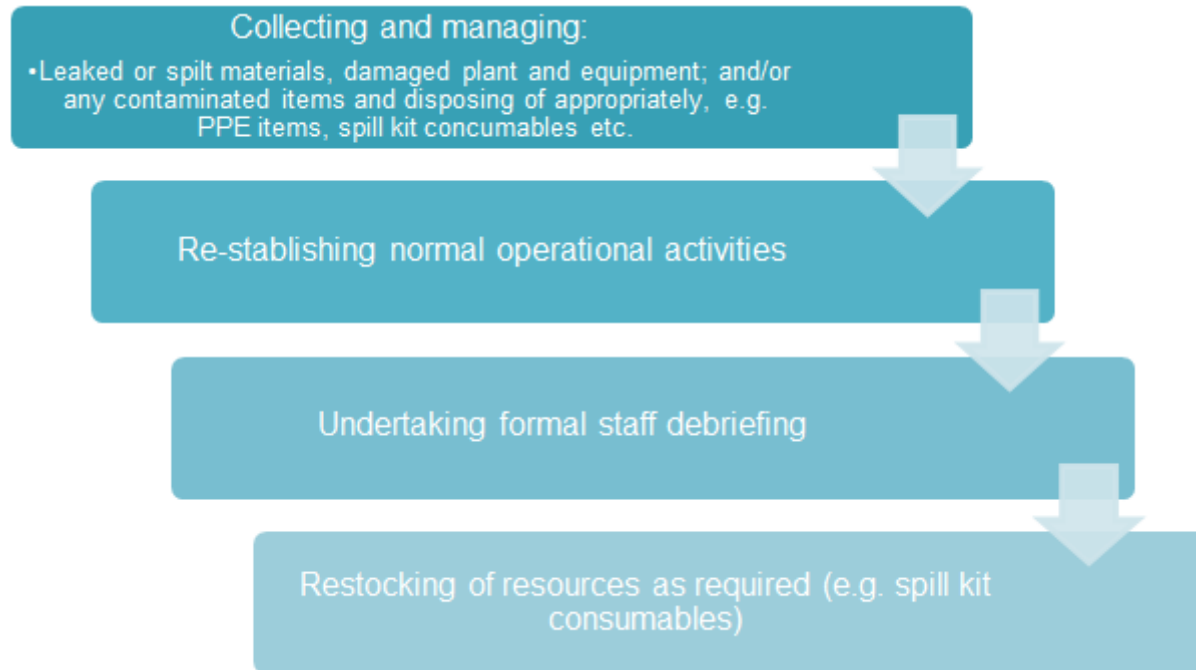 Collecting and managing:
•Leaked or spilt materials, damaged plant and equipment; and/or
any contaminated items and disposing of appropriately, e.g.
PPE items, spill kit concumables etc.
Re-stablishing normal operational activities
Undertaking formal staff debriefing
Restocking of resources as required (e.g. spill kit
consumables)